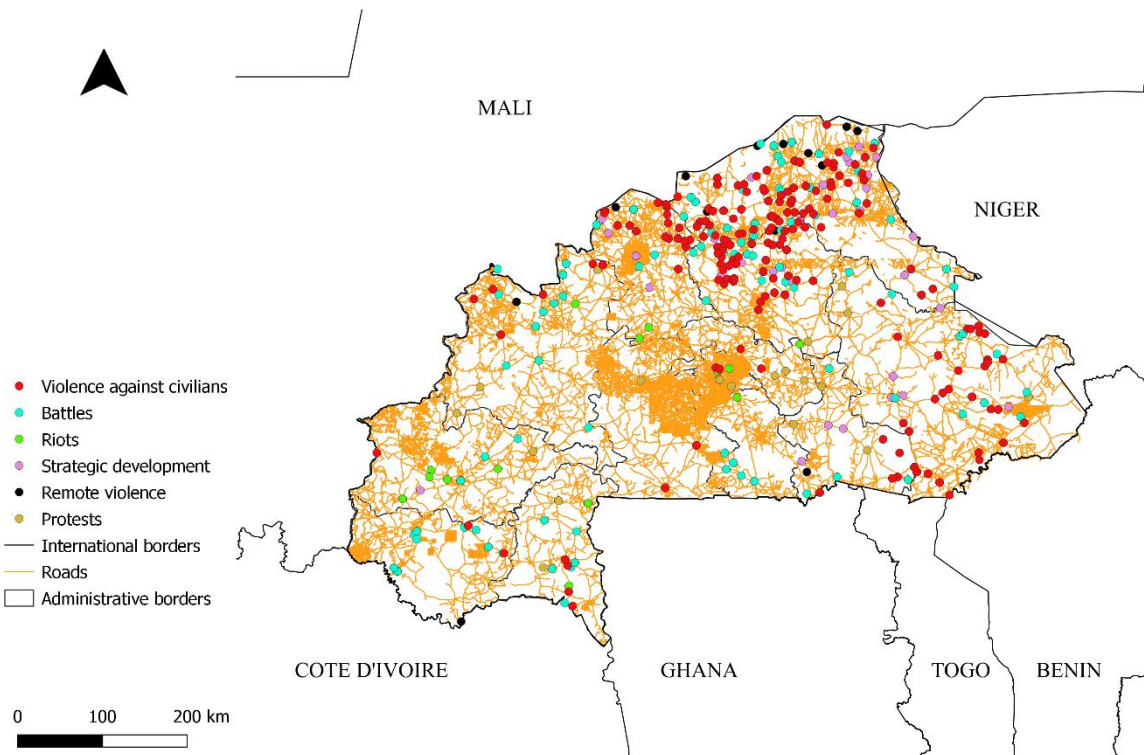 MALI
NIGER
Violence against civilians
Battles
Riots
Strategic development
Remote violence
Protests
International borders
Roads
Administrative borders
COTE D'IVOIRE
GHANA
TOGO
BENIN
0 100 200 km